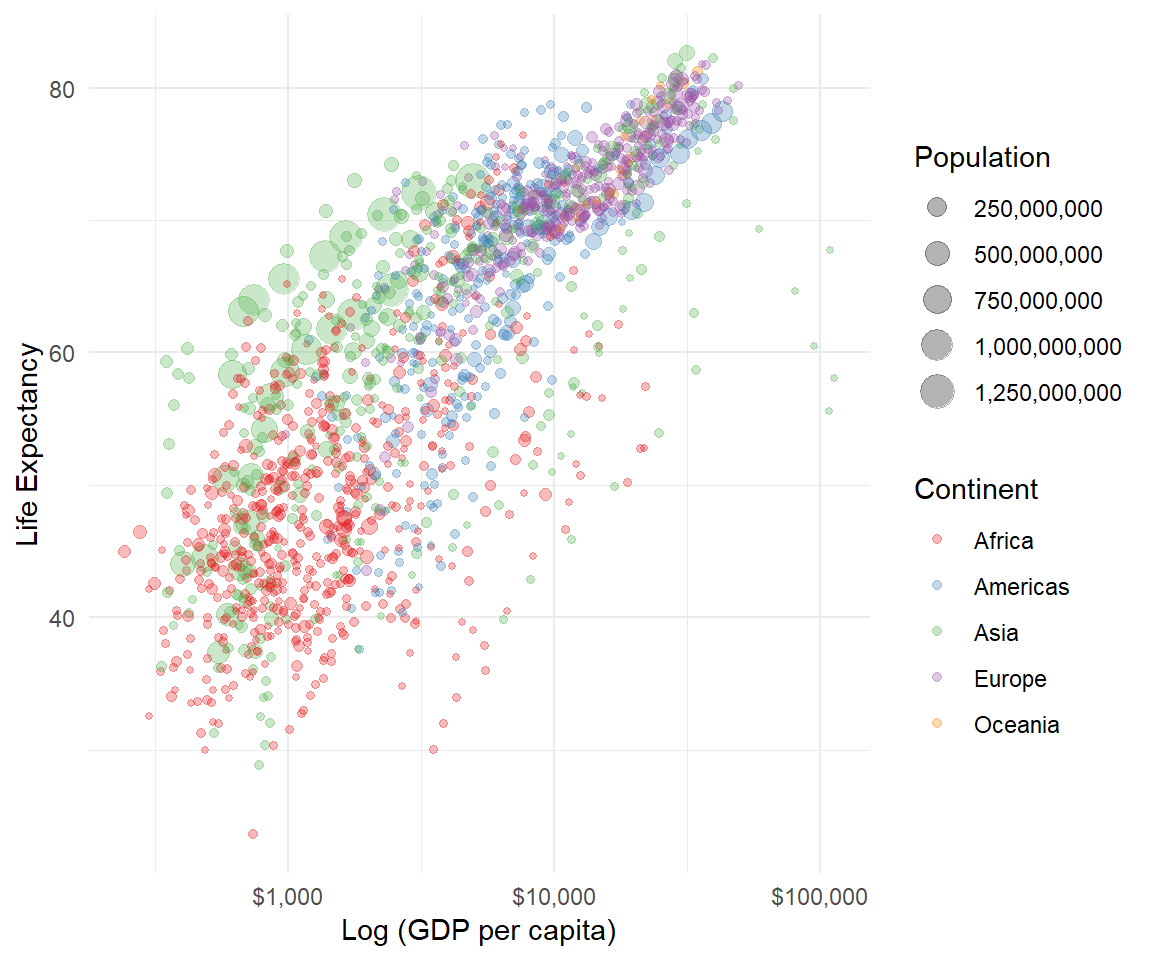 80
60
40
Life Expectancy
$1,000
$10,000
$100,000
Log (GDP per capita)
Population
250,000,000
500,000,000
750,000,000
1,000,000,000
1,250,000,000
Continent
Africa
Americas
Asia
Europe
Oceania